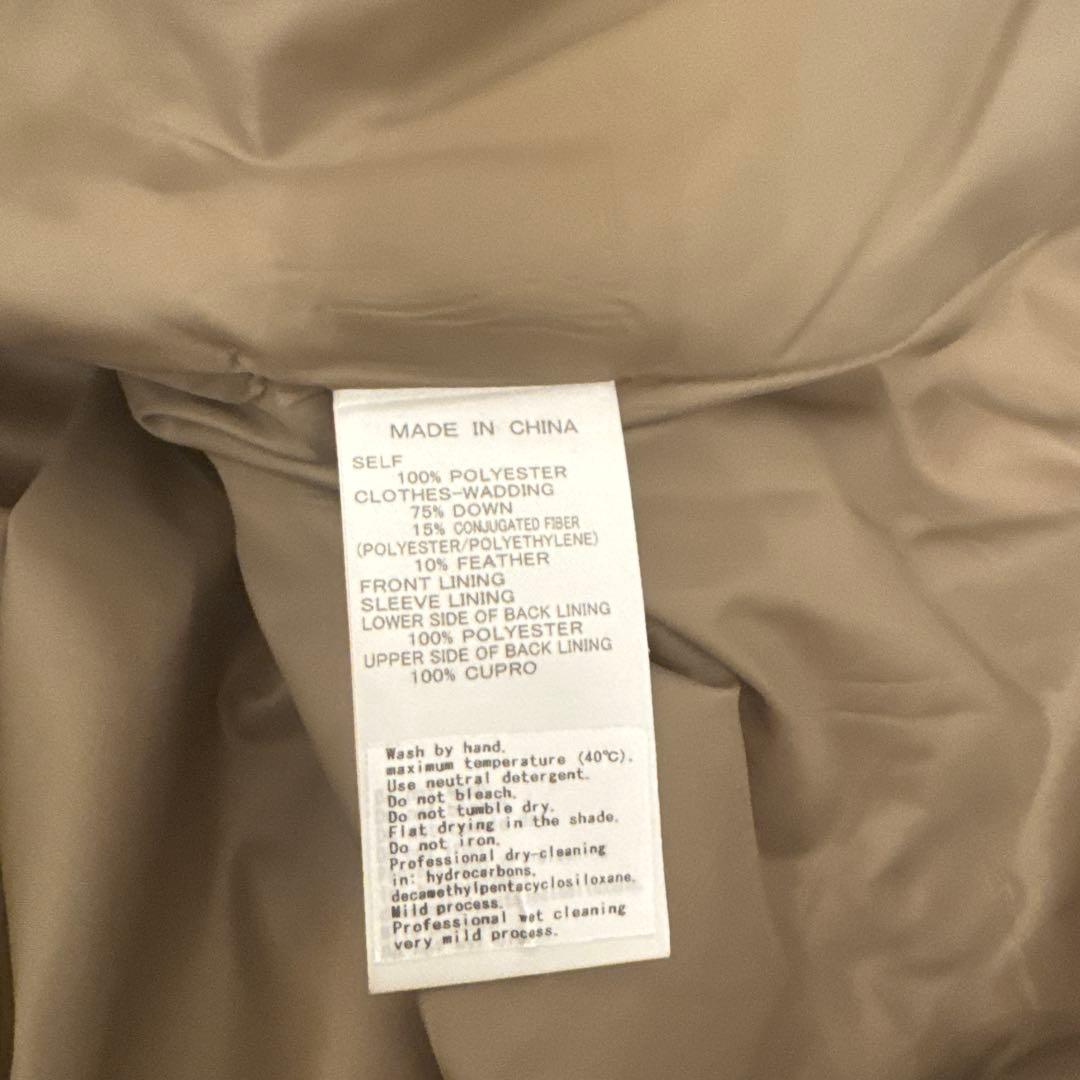 MADE IN CHINA
SELF
100% POLYESTER
CLOTHES-WADDING
75% DOWN
15% CONJUGATED FIBER
(POLYESTER/POLYETHYLENE)
10% FEATHER
FRONT LINING
SLEEVE LINING
LOWER SIDE OF BACK LINING
100% POLYESTER
UPPER SIDE OF BACK LINING
100% CUPRO
Wash by hand.
maximum temperature (40℃).
Use neutral detergent.
Do not bleach.
Do not tumble dry.
Flat drying in the shade.
Do not iron.
Professional dry-cleaning
in: hydrocarbons.
decamethylpentacyclosiloxane.
Mild process.
Professional wet cleaning
very mild process.